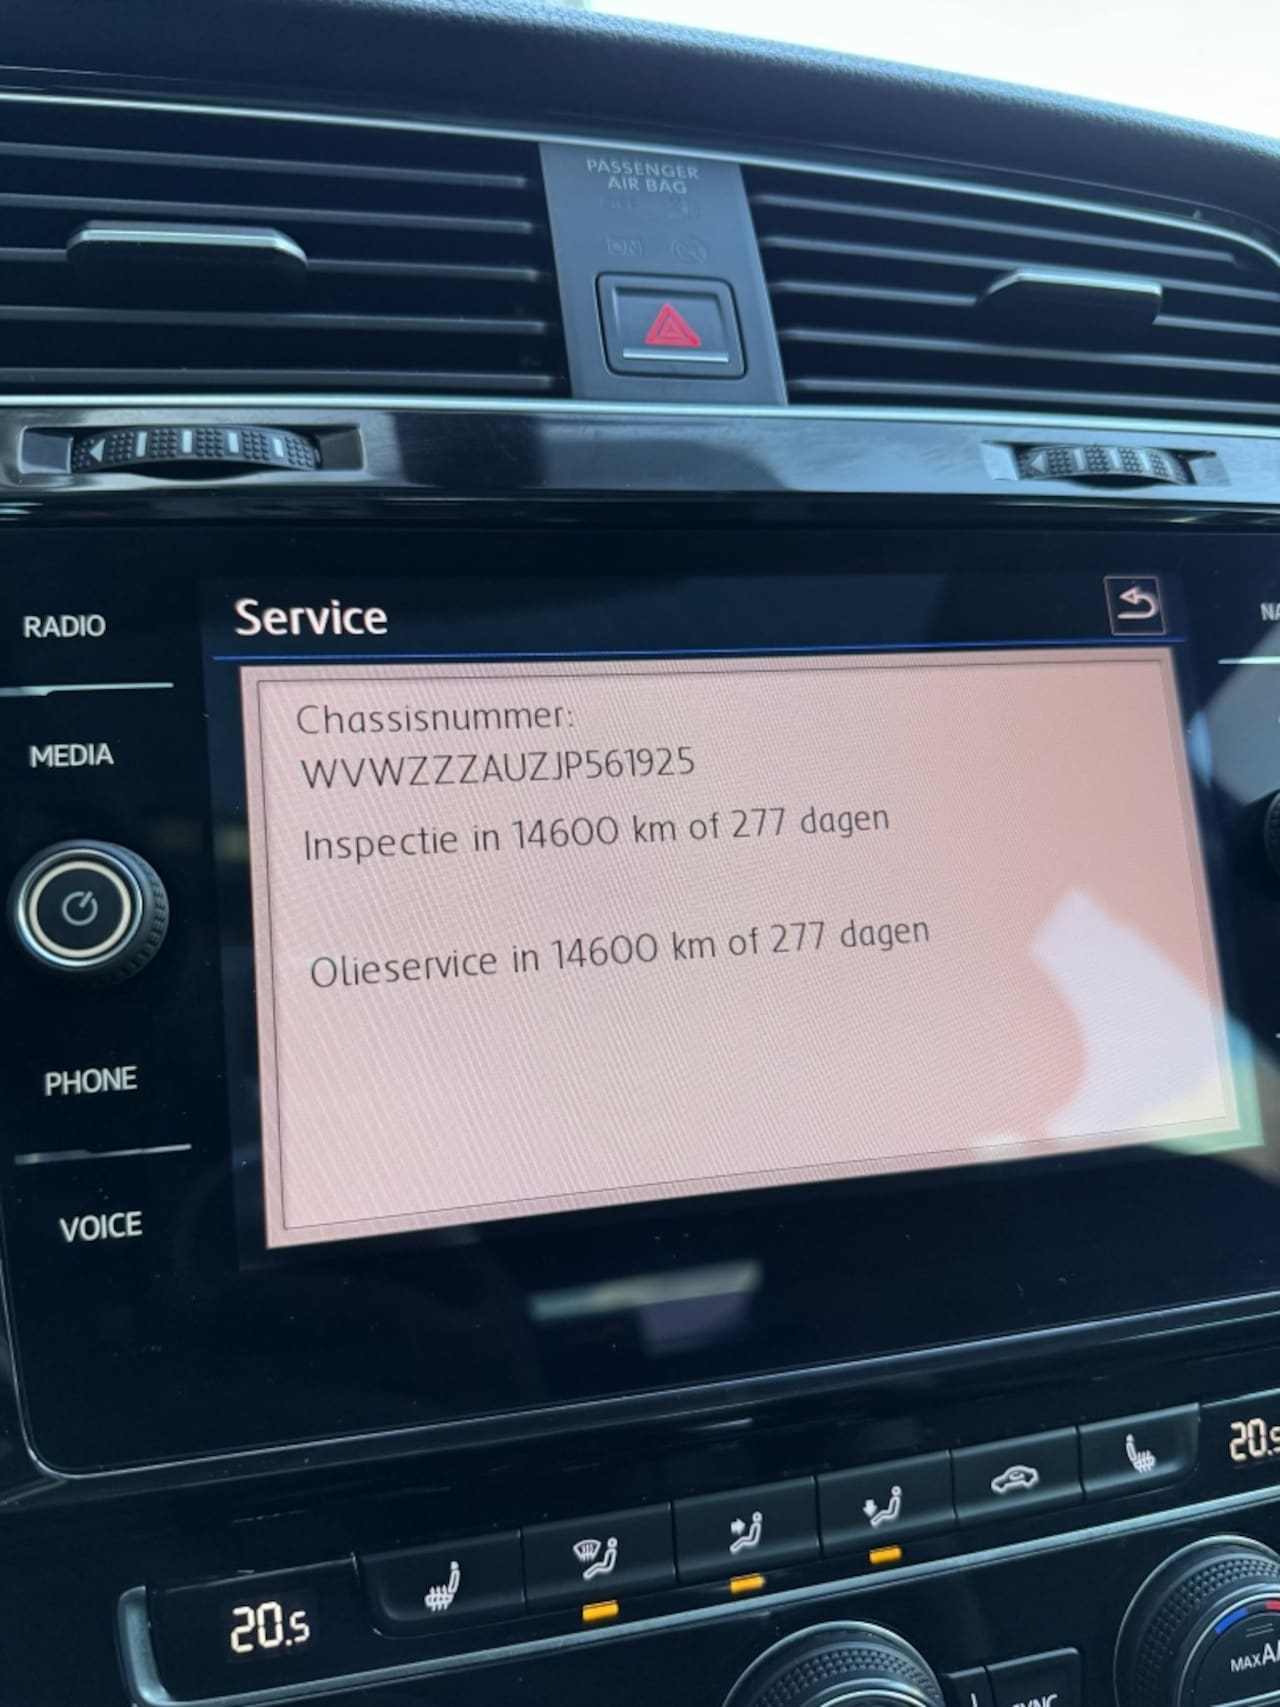 PASSENGER
AIR BAG
RADIO
Service
MEDIA
Chassisnummer:
WVWZZZAUZJP561925
Inspectie in 14600 km of 277 dagen
Olieservice in 14600 km of 277 dagen
PHONE
VOICE
20.5
20.5